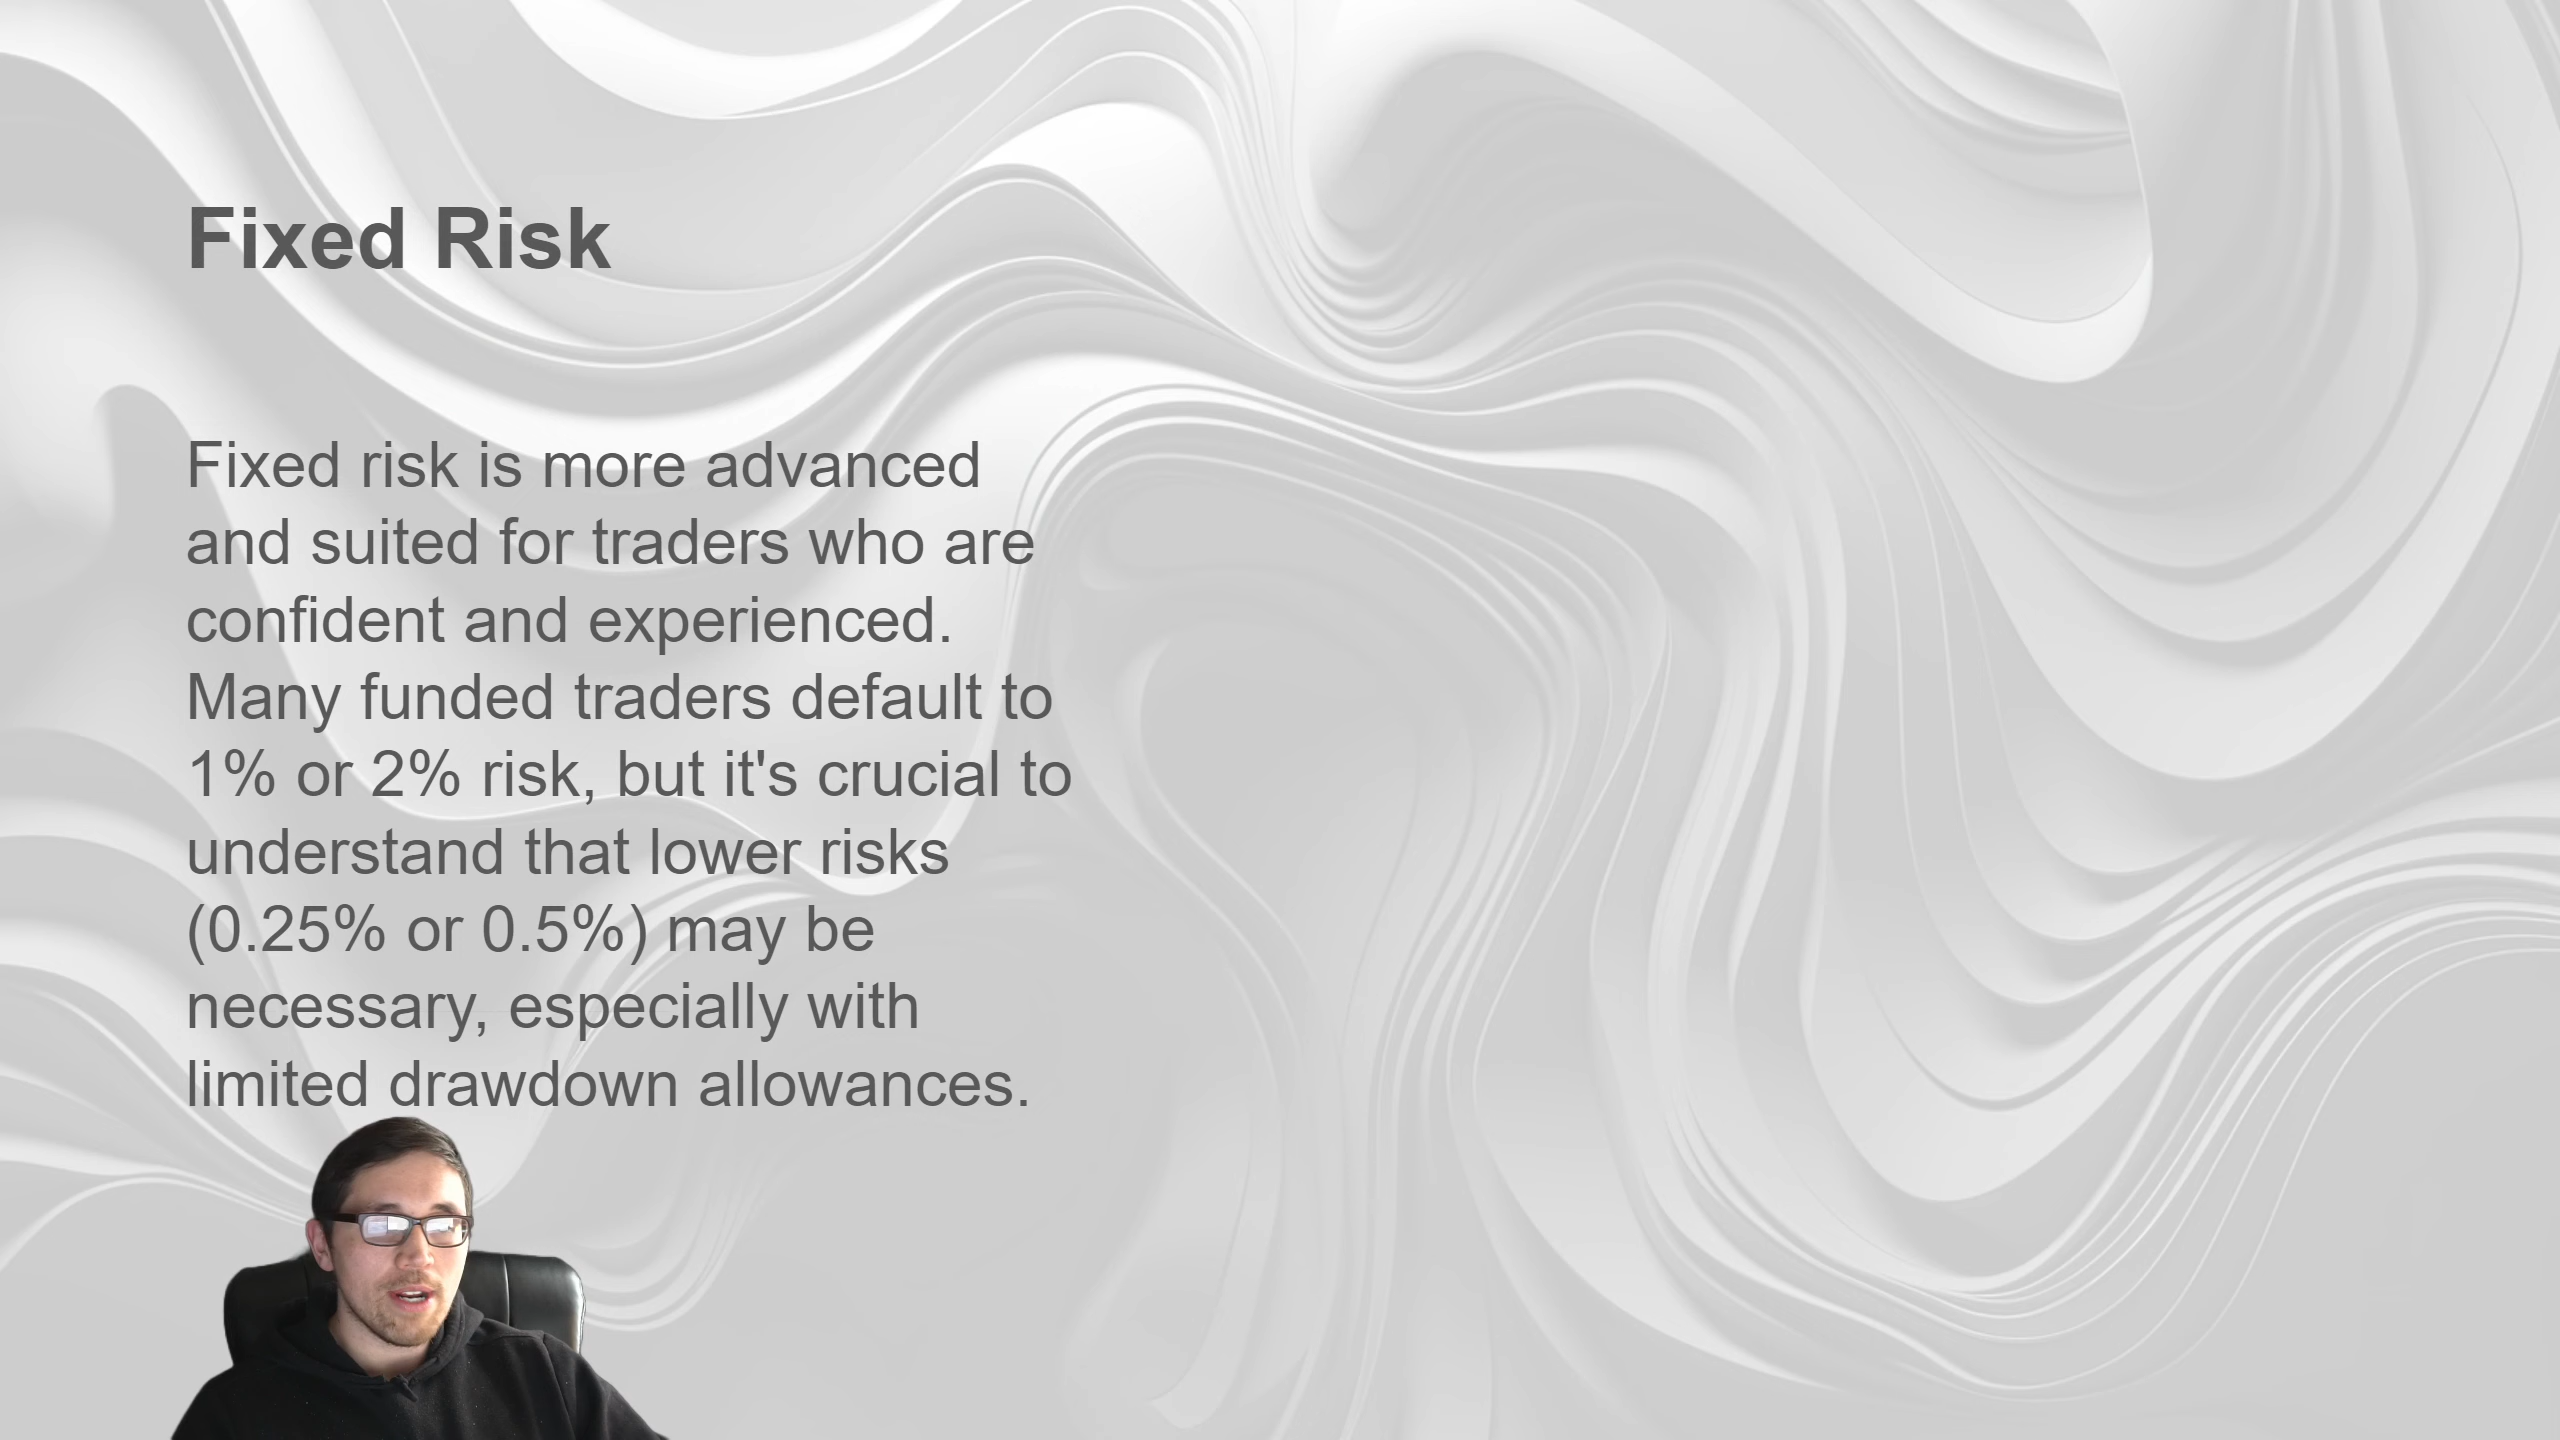 Fixed Risk
Fixed risk is more advanced
and suited for traders who are
confident and experienced.
Many funded traders default to
1% or 2% risk, but it's crucial to
understand that lower risks
(0.25% or 0.5%) may be
necessary, especially with
limited drawdown allowances.